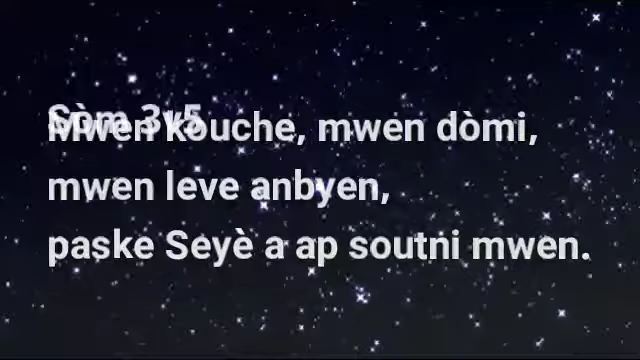 Sòm 3v5
Mwen kouche, mwen dòmi,
mwen leve anbyen,
paske Seyè a ap soutni mwen.